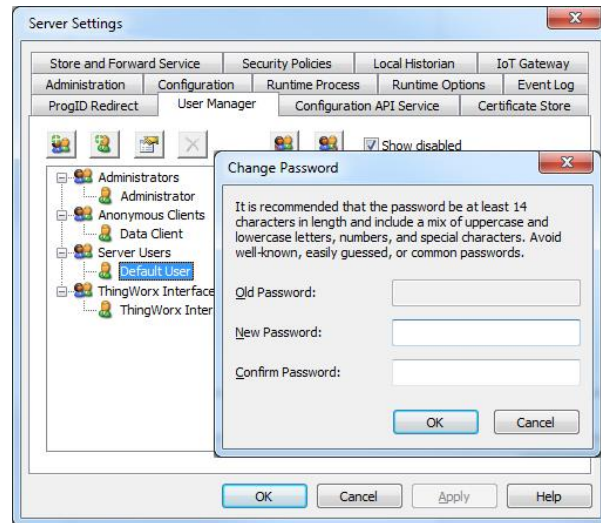 Server Settings
Store and Forward Service
Security Policies
Local Historian
IoT Gateway
Administration
Configuration
Runtime Process
Runtime Options
Event Log
ProgID Redirect
User Manager
Configuration API Service
Certificate Store
Show disabled
Administrators
Administrator
Anonymous Clients
Data Client
Server Users
Default User
ThingWorx Interface
ThingWorx Inter
Change Password
It is recommended that the password be at least 14
characters in length and include a mix of uppercase and
lowercase letters, numbers, and special characters. Avoid
well-known, easily guessed, or common passwords.
Old Password:
New Password:
Confirm Password:
OK
Cancel
OK
Cancel
Apply
Help